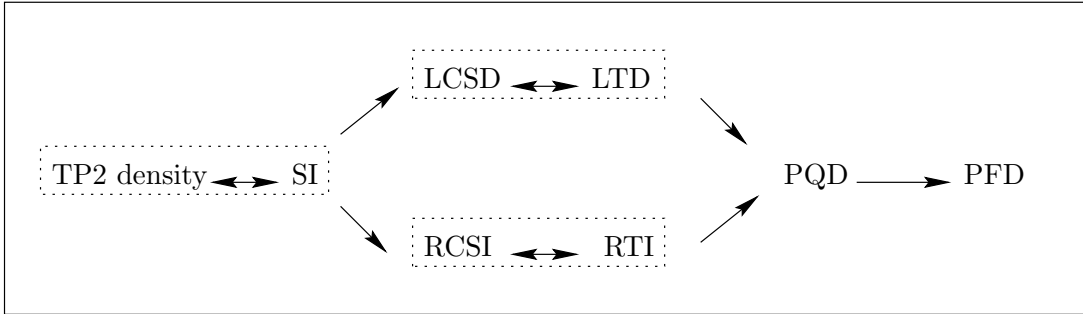 LCSD LTD
TP2 density SI PQD PFD
RCSI RTI